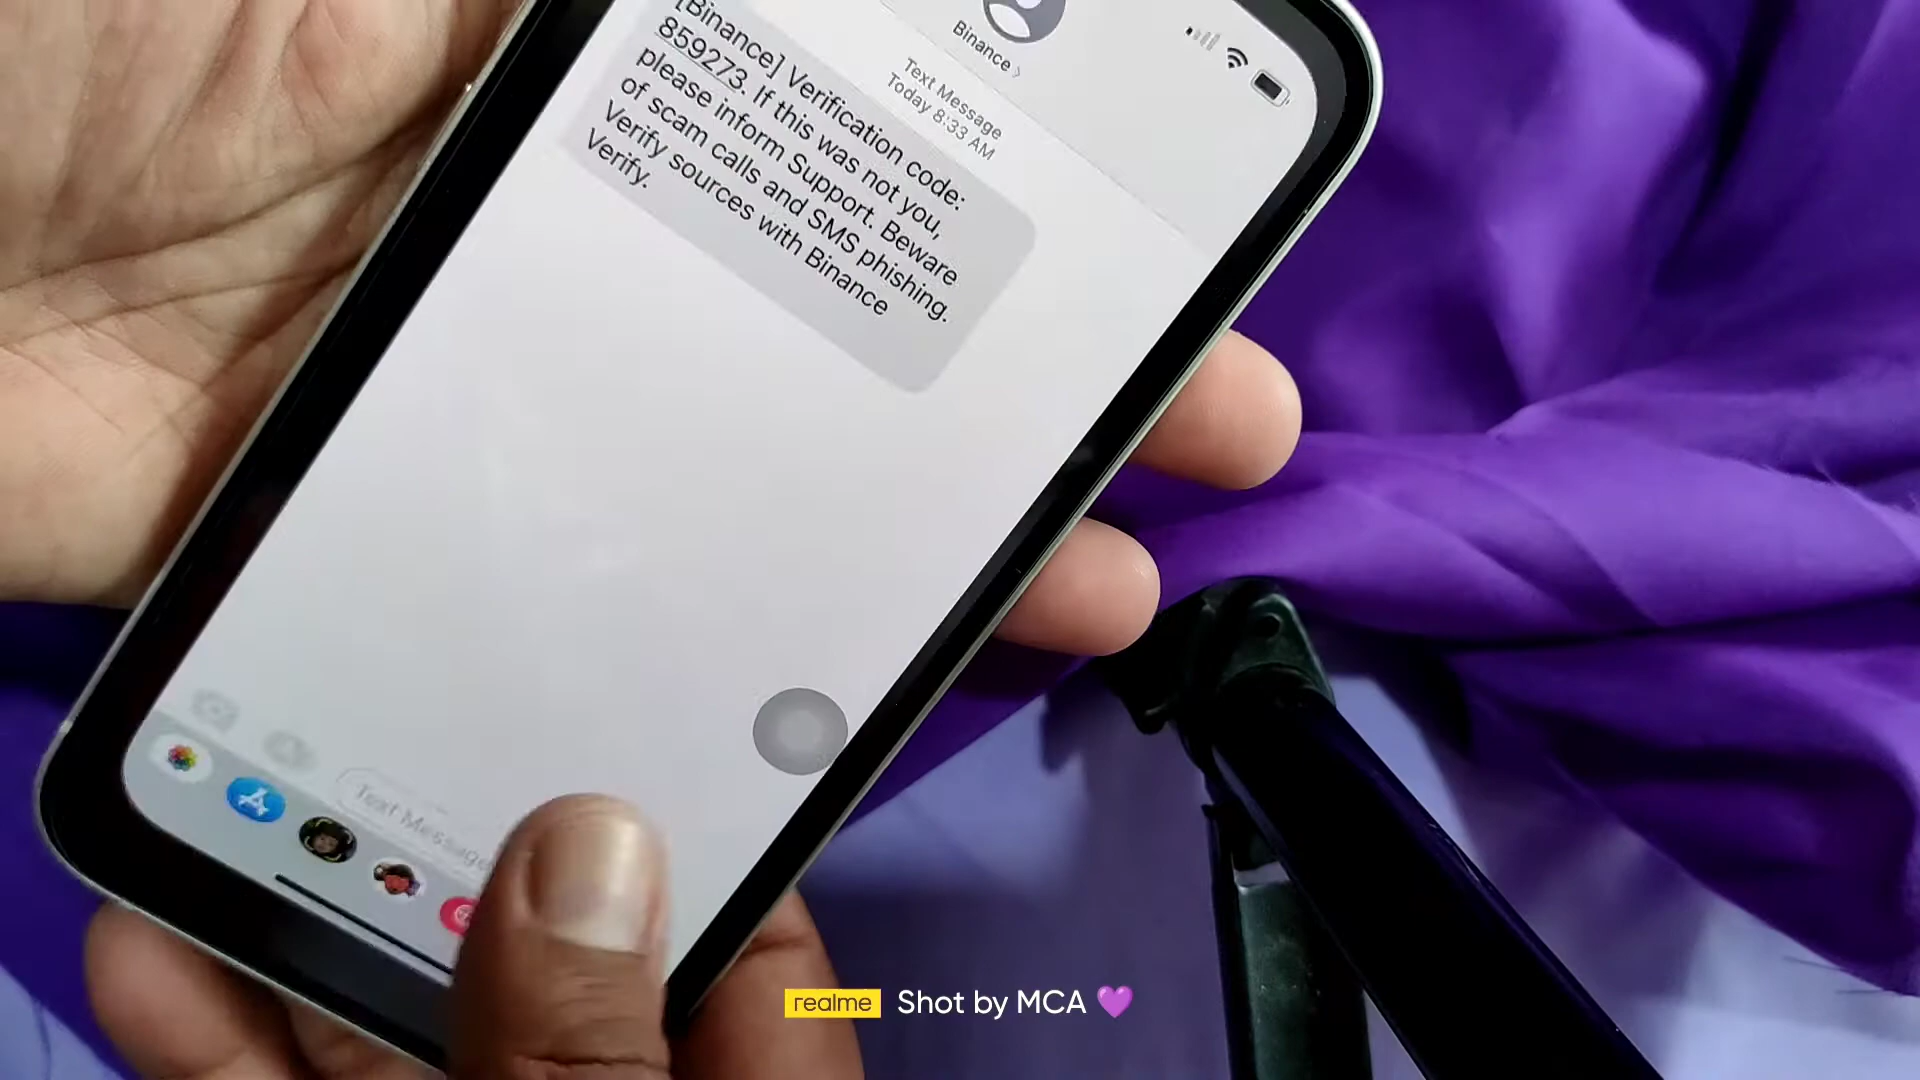 Binance >
Text Message
Today 8:33 AM
[Binance] Verification code:
859273. If this was not you,
please inform Support. Beware
of scam calls and SMS phishing.
Verify sources with Binance
Verify.
Text Message
realme Shot by MCA 💜